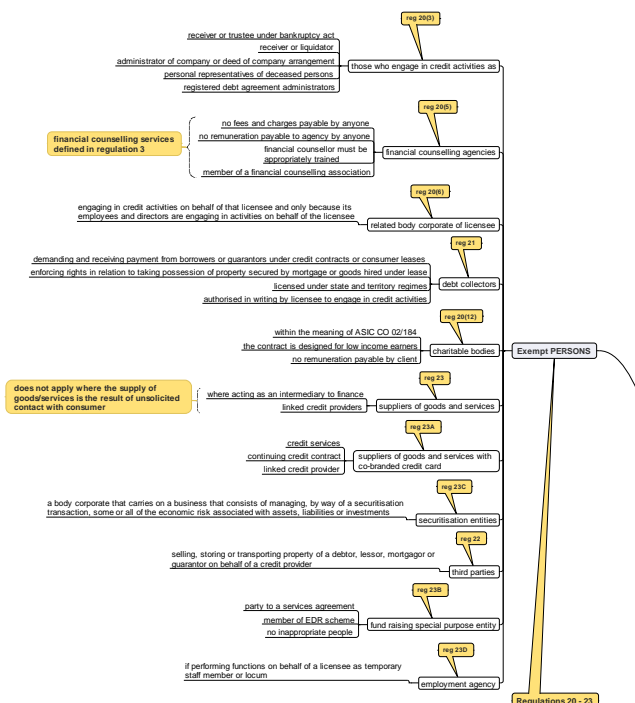 reg 20(3)
receiver or trustee under bankruptcy act
receiver or liquidator
administrator of company or deed of company arrangement
personal representatives of deceased persons
registered debt agreement administrators
those who engage in credit activities as
reg 20(5)
no fees and charges payable by anyone
no remuneration payable to agency by anyone
financial counsellor must be
appropriately trained
member of a financial counselling association
financial counselling services
defined in regulation 3
financial counselling agencies
reg 20(6)
engaging in credit activities on behalf of that licensee and only because its
employees and directors are engaging in activities on behalf of the licensee
related body corporate of licensee
reg 21
demanding and receiving payment from borrowers or guarantors under credit contracts or consumer leases
enforcing rights in relation to taking possession of property secured by mortgage or goods hired under lease
licensed under state and territory regimes
authorised in writing by licensee to engage in credit activities
debt collectors
reg 20(12)
within the meaning of ASIC CO 02/184
the contract is designed for low income earners
no remuneration payable by client
charitable bodies
Exempt PERSONS
reg 23
does not apply where the supply of
goods/services is the result of unsolicited
contact with consumer
where acting as an intermediary to finance
linked credit providers
suppliers of goods and services
reg 23A
credit services
continuing credit contract
linked credit provider
suppliers of goods and services with
co-branded credit card
reg 23C
a body corporate that carries on a business that consists of managing, by way of a securitisation
transaction, some or all of the economic risk associated with assets, liabilities or investments
securitisation entities
reg 22
selling, storing or transporting property of a debtor, lessor, mortgagor or
guarantor on behalf of a credit provider
third parties
reg 23B
party to a services agreement
member of EDR scheme
no inappropriate people
fund raising special purpose entity
reg 23D
if performing functions on behalf of a licensee as temporary
staff member or locum
employment agency
Regulations 20 - 23